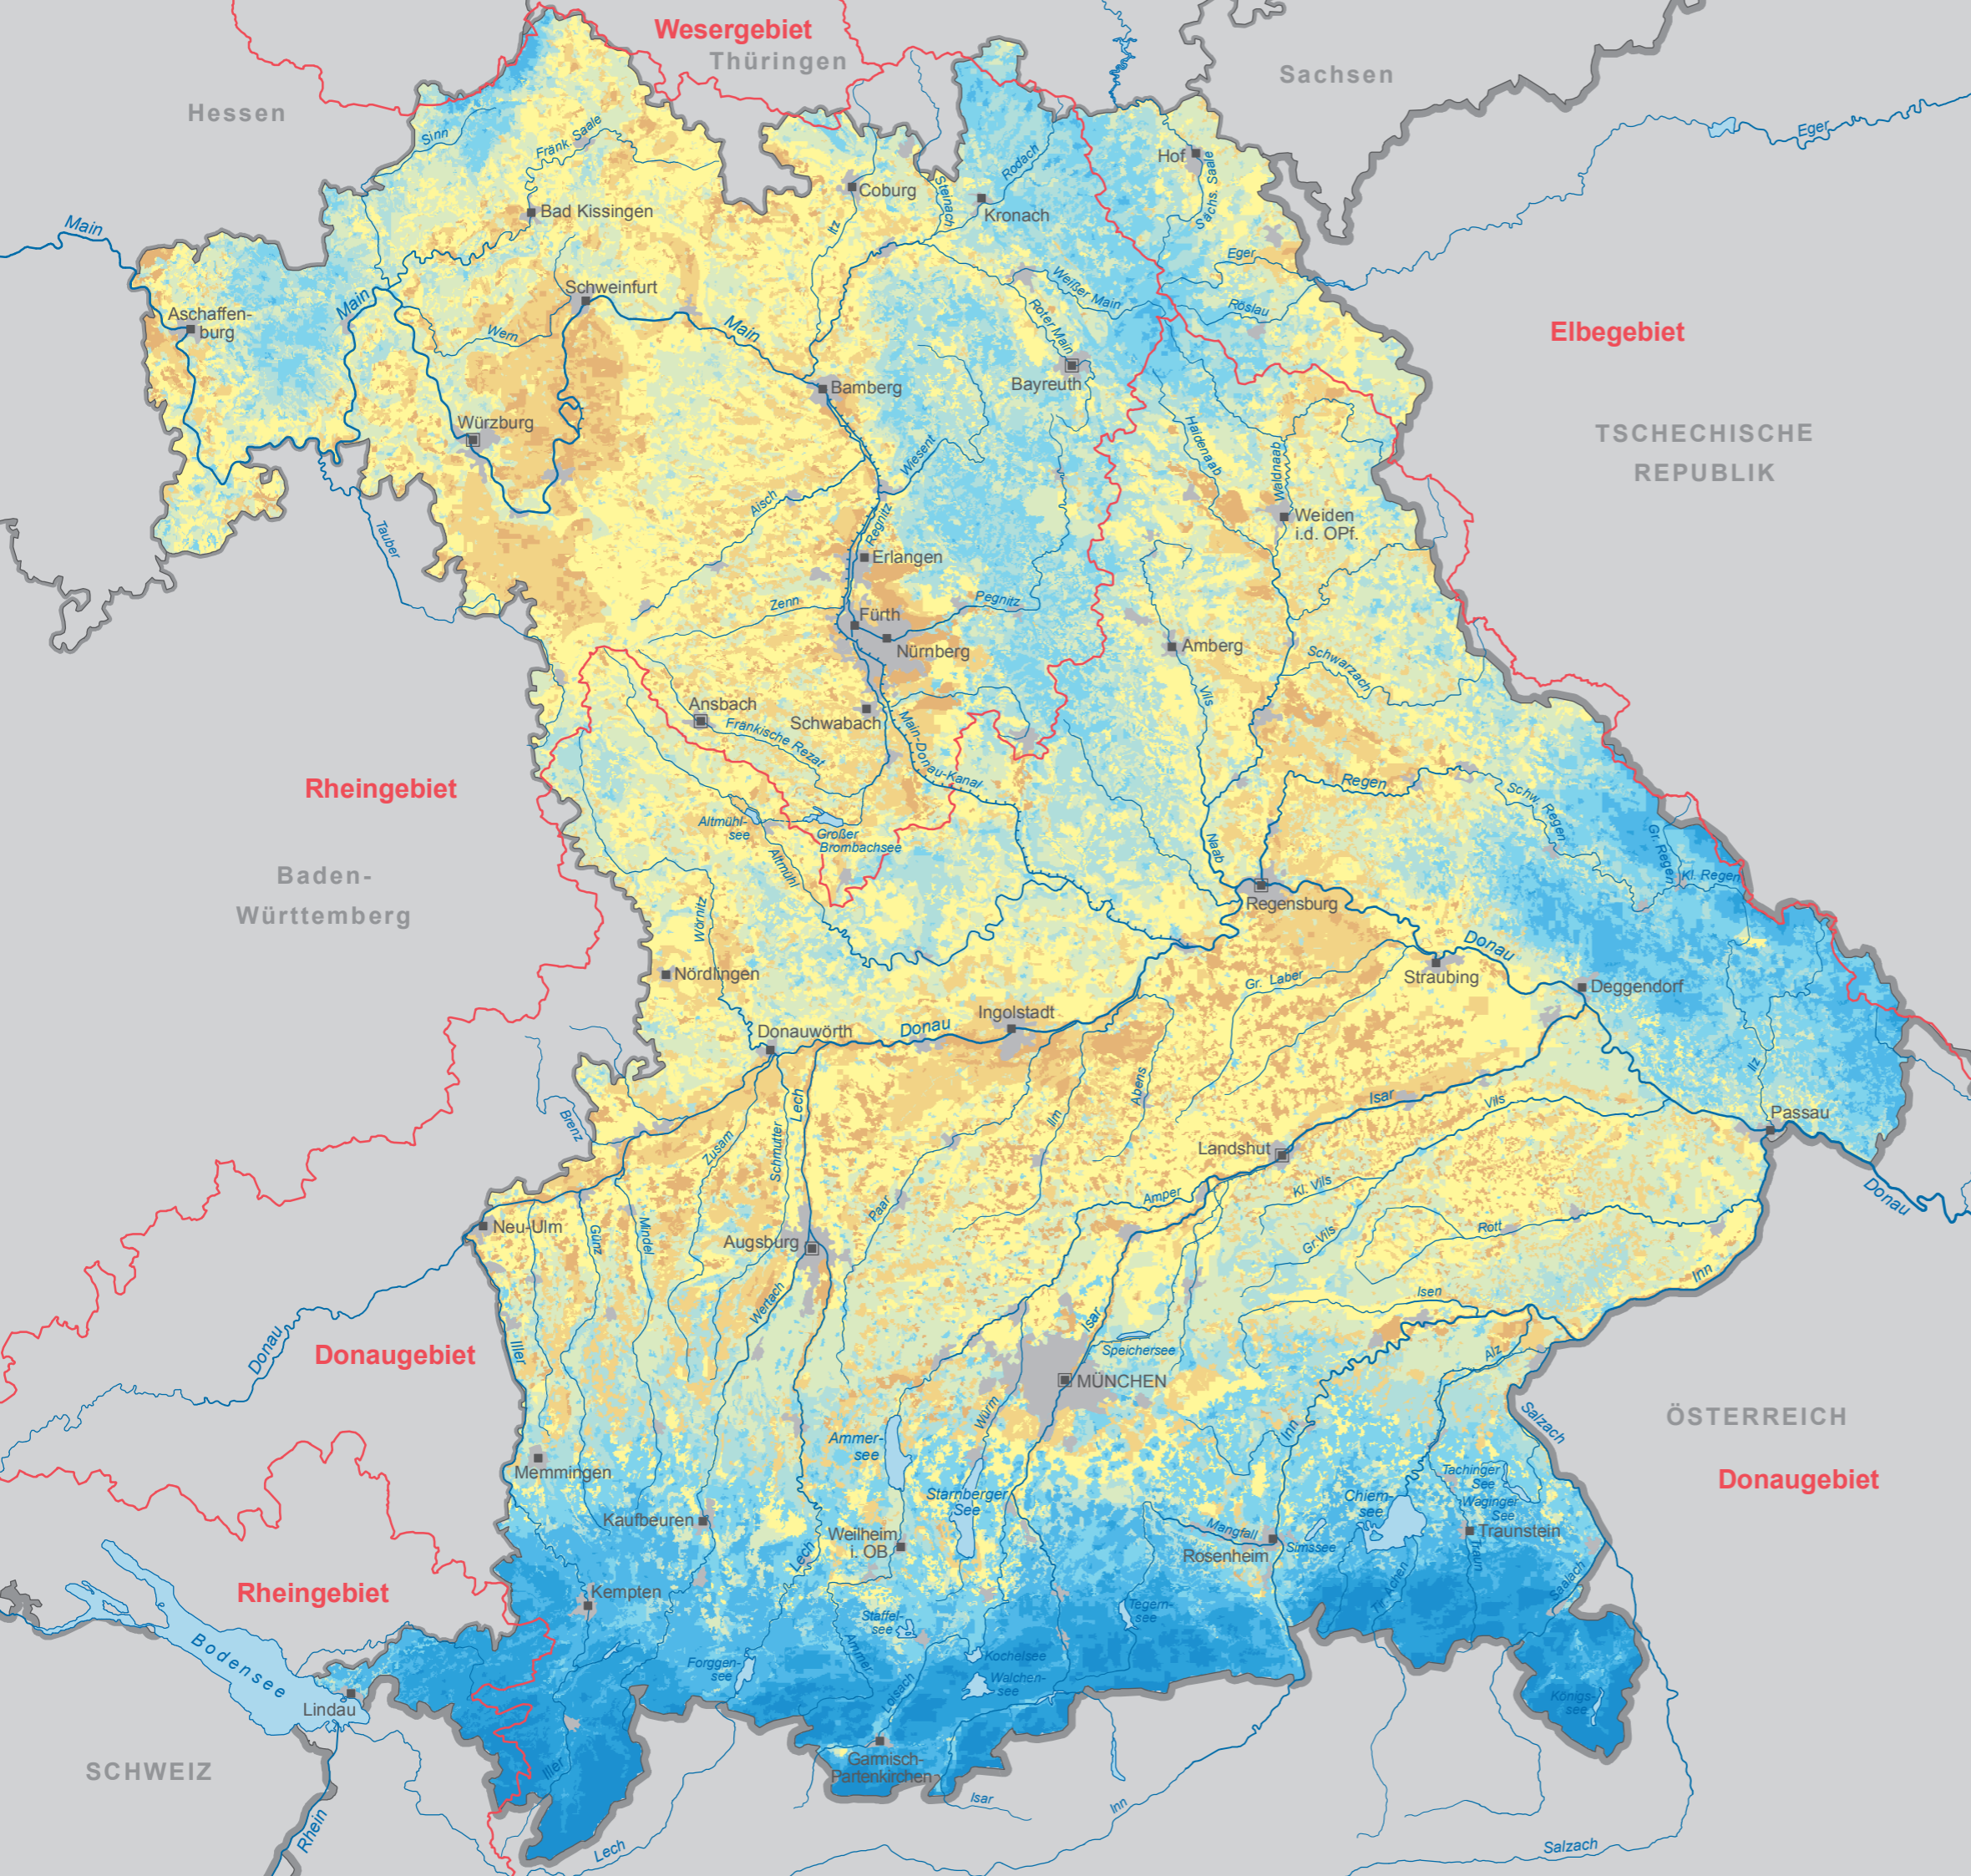 Wesergebiet
Thüringen
Sachsen
Hessen
Eger
Sinn
Fränk. Saale
Hof
Sächs. Saale
Rodach
Coburg
Steinach
Kronach
Bad Kissingen
Itz
Main
Eger
Röslau
Weißer Main
Roter Main
Schweinfurt
Main
Aschaffen-
burg
Wern
Main
Elbegebiet
Bayreuth
Bamberg
Würzburg
TSCHECHISCHE
REPUBLIK
Haidenaab
Waldnaab
Wiesent
Aisch
Regnitz
Weiden
i.d. OPf.
Tauber
Erlangen
Zenn
Pegnitz
Fürth
Nürnberg
Amberg
Schwarzach
Vils
Ansbach
Schwabach
Fränkische Rezat
Main-Donau-Kanal
Rheingebiet
Regen
Schw. Regen
Altmühl-
see
Großer
Brombachsee
Altmühl
Naab
Gr. Regen
Kl. Regen
Baden-
Württemberg
Wörnitz
Regensburg
Donau
Nördlingen
Gr. Laber
Straubing
Deggendorf
Ingolstadt
Donauwörth
Donau
Ilz
Abens
Isar
Vils
Brenz
Lech
Zusam
Schmutter
Ilm
Passau
Landshut
Donau
Amper
Kl. Vils
Paar
Neu-Ulm
Günz
Mindel
Augsburg
Gr.Vils
Rott
Inn
Isen
Wertach
Isar
Donau
Iller
Donaugebiet
Speichersee
Alz
MÜNCHEN
Würm
Inn
Salzach
ÖSTERREICH
Ammer-
see
Memmingen
Tachinger
See
Donaugebiet
Starnberger
See
Chiem-
see
Waginger
See
Kaufbeuren
Weilheim
i. OB
Mangfall
Rosenheim
Simssee
Traunstein
Traun
Lech
Rheingebiet
Kempten
Tir. Achen
Saalach
Staffel-
see
Tegern-
see
Bodensee
Ammer
Forggen-
see
Kochelsee
Walchen-
see
Loisach
Königs-
see
Lindau
Garmisch-
Partenkirchen
SCHWEIZ
Iller
Isar
Inn
Rhein
Lech
Salzach